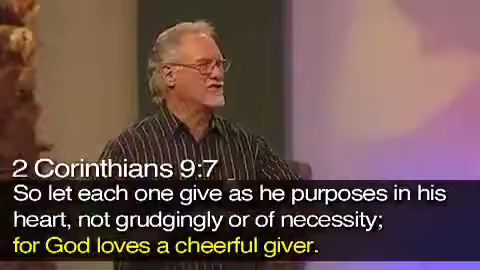 2 Corinthians 9:7
So let each one give as he purposes in his
heart, not grudgingly or of necessity;
for God loves a cheerful giver.